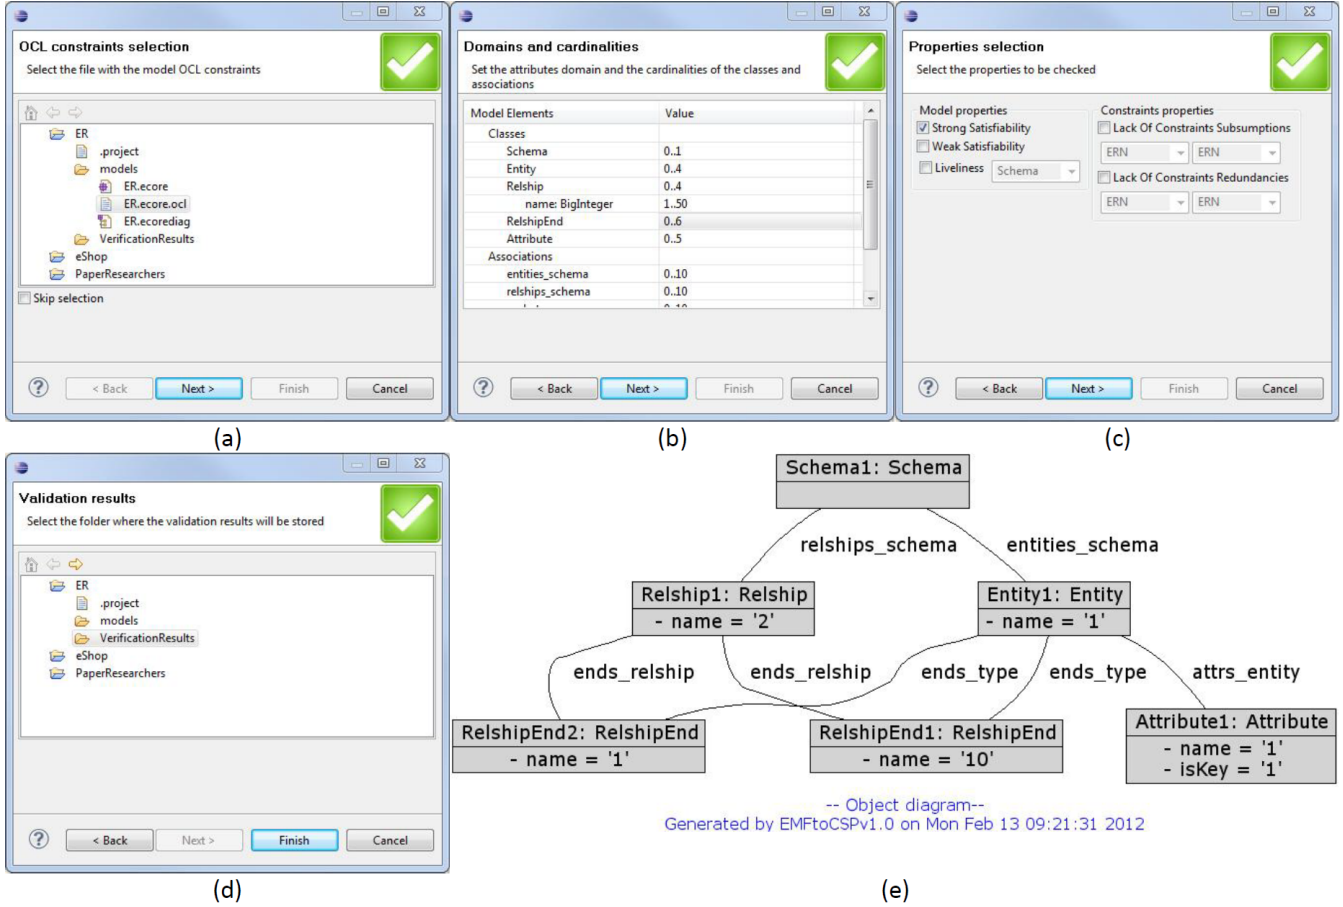 OCL constraints selection
Select the file with the model OCL constraints
ER
.project
models
ER.ecore
ER.ecore.ocl
ER.ecorediag
VerificationResults
eShop
PaperResearchers
Skip selection
?
< Back
Next >
Finish
Cancel
(a)
Domains and cardinalities
Set the attributes domain and the cardinalities of the classes and
associations
Model Elements Value
Classes
Schema 0..1
Entity 0..4
Relship 0..4
name: BigInteger 1..50
RelshipEnd 0..6
Attribute 0..5
Associations
entities_schema 0..10
relships_schema 0..10
?
< Back
Next >
Finish
Cancel
(b)
Properties selection
Select the properties to be checked
Model properties
Strong Satisfiability
Weak Satisfiability
Liveliness Schema
Constraints properties
Lack Of Constraints Subsumptions
ERN ERN
Lack Of Constraints Redundancies
ERN ERN
?
< Back
Next >
Finish
Cancel
(c)
Validation results
Select the folder where the validation results will be stored
ER
.project
models
VerificationResults
eShop
PaperResearchers
?
< Back
Next >
Finish
Cancel
(d)
Schema1: Schema
relships_schema entities_schema
Relship1: Relship
- name = '2'
Entity1: Entity
- name = '1'
ends_relship ends_relship ends_type ends_type attrs_entity
RelshipEnd2: RelshipEnd
- name = '1'
RelshipEnd1: RelshipEnd
- name = '10'
Attribute1: Attribute
- name = '1'
- isKey = '1'
-- Object diagram--
Generated by EMFtoCSPv1.0 on Mon Feb 13 09:21:31 2012
(e)